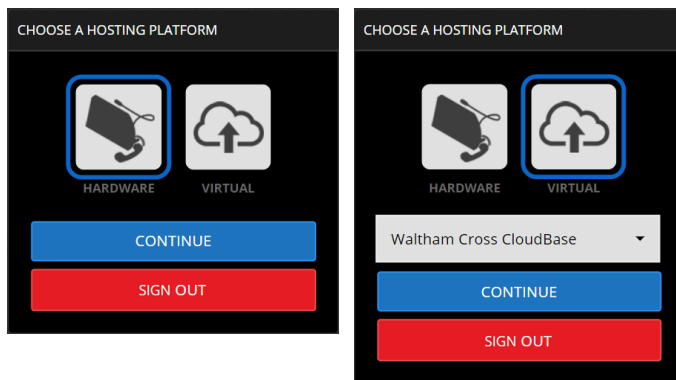 CHOOSE A HOSTING PLATFORM
HARDWARE VIRTUAL
CONTINUE
SIGN OUT
CHOOSE A HOSTING PLATFORM
HARDWARE VIRTUAL
Waltham Cross CloudBase
CONTINUE
SIGN OUT